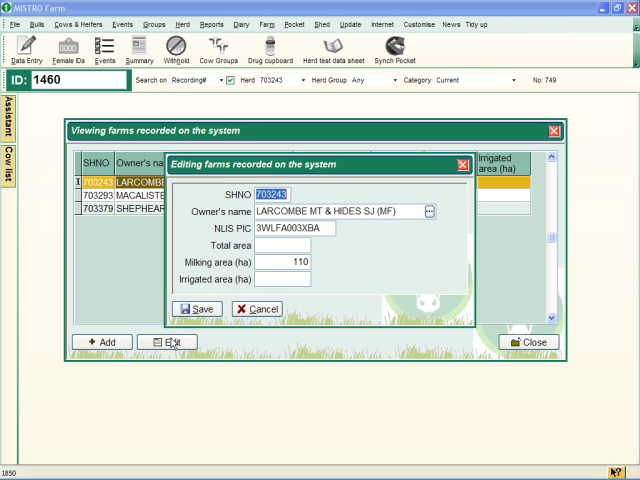 MISTRO Farm
File Bulls Cows & Heifers Events Groups Herd Reports Diary Farm Pocket Shed Update Internet Customise News Tidy up
Data Entry Female IDs Events Summary Withhold Cow Groups Drug cupboard Herd test data sheet Synch Pocket
ID: 1460 Search on Recording# Herd 703243 Herd Group Any Category Current No: 749
Assistant
Cow list
Viewing farms recorded on the system
SHNO Owner's na Irrigated area (ha)
703243 LARCOMBE
703293 MACALISTE
703379 SHEPHEAR
Editing farms recorded on the system
SHNO 703243
Owner's name LARCOMBE MT & HIDES SJ (MF)
NLIS PIC 3WLFA003XBA
Total area
Milking area (ha) 110
Irrigated area (ha)
Save Cancel
Add Edit Close
1850